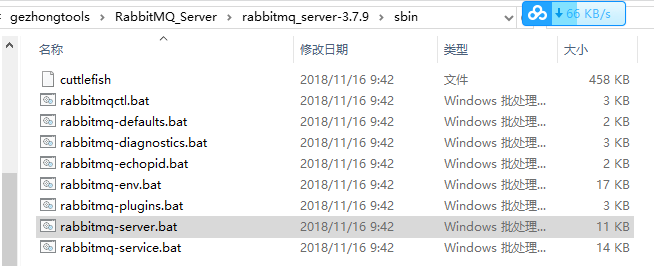 gezhongtools > RabbitMQ_Server > rabbitmq_server-3.7.9 > sbin
66 KB/s
名称 修改日期 类型 大小
cuttlefish 2018/11/16 9:42 文件 458 KB
rabbitmqctl.bat 2018/11/16 9:42 Windows 批处理... 3 KB
rabbitmq-defaults.bat 2018/11/16 9:42 Windows 批处理... 2 KB
rabbitmq-diagnostics.bat 2018/11/16 9:42 Windows 批处理... 3 KB
rabbitmq-echopid.bat 2018/11/16 9:42 Windows 批处理... 2 KB
rabbitmq-env.bat 2018/11/16 9:42 Windows 批处理... 17 KB
rabbitmq-plugins.bat 2018/11/16 9:42 Windows 批处理... 3 KB
rabbitmq-server.bat 2018/11/16 9:42 Windows 批处理... 11 KB
rabbitmq-service.bat 2018/11/16 9:42 Windows 批处理... 14 KB